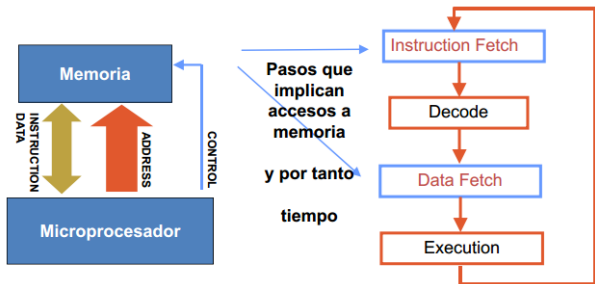 Memoria
INSTRUCTION
DATA
ADDRESS
CONTROL
Microprocesador
Pasos que
implican
accesos a
memoria
y por tanto
tiempo
Instruction Fetch
Decode
Data Fetch
Execution